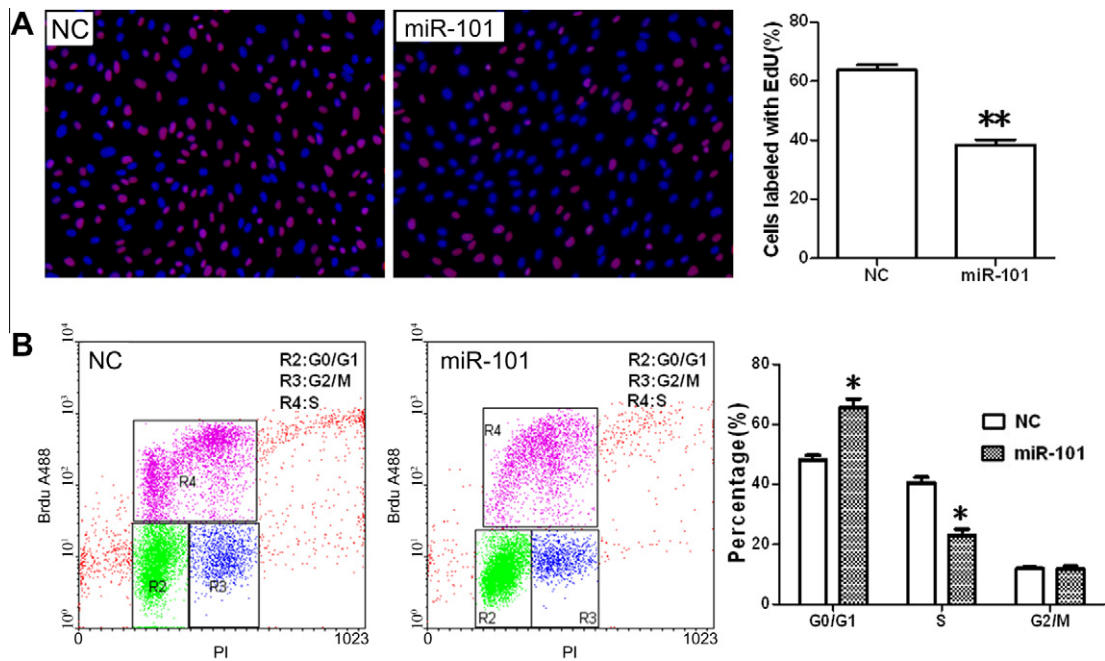 A
NC
miR-101
Cells labeled with EdU(%)
80
60
40
20
0
**
NC
miR-101
B
NC
R2:G0/G1
R3:G2/M
R4:S
Brdu A488
10⁴
10³
10²
10¹
10⁰
R4
R2
R3
0
1023
PI
miR-101
R2:G0/G1
R3:G2/M
R4:S
Brdu A488
10⁴
10³
10²
10¹
10⁰
R4
R2
R3
0
1023
PI
Percentage(%)
80
60
40
20
0
*
*
NC
miR-101
G0/G1
S
G2/M